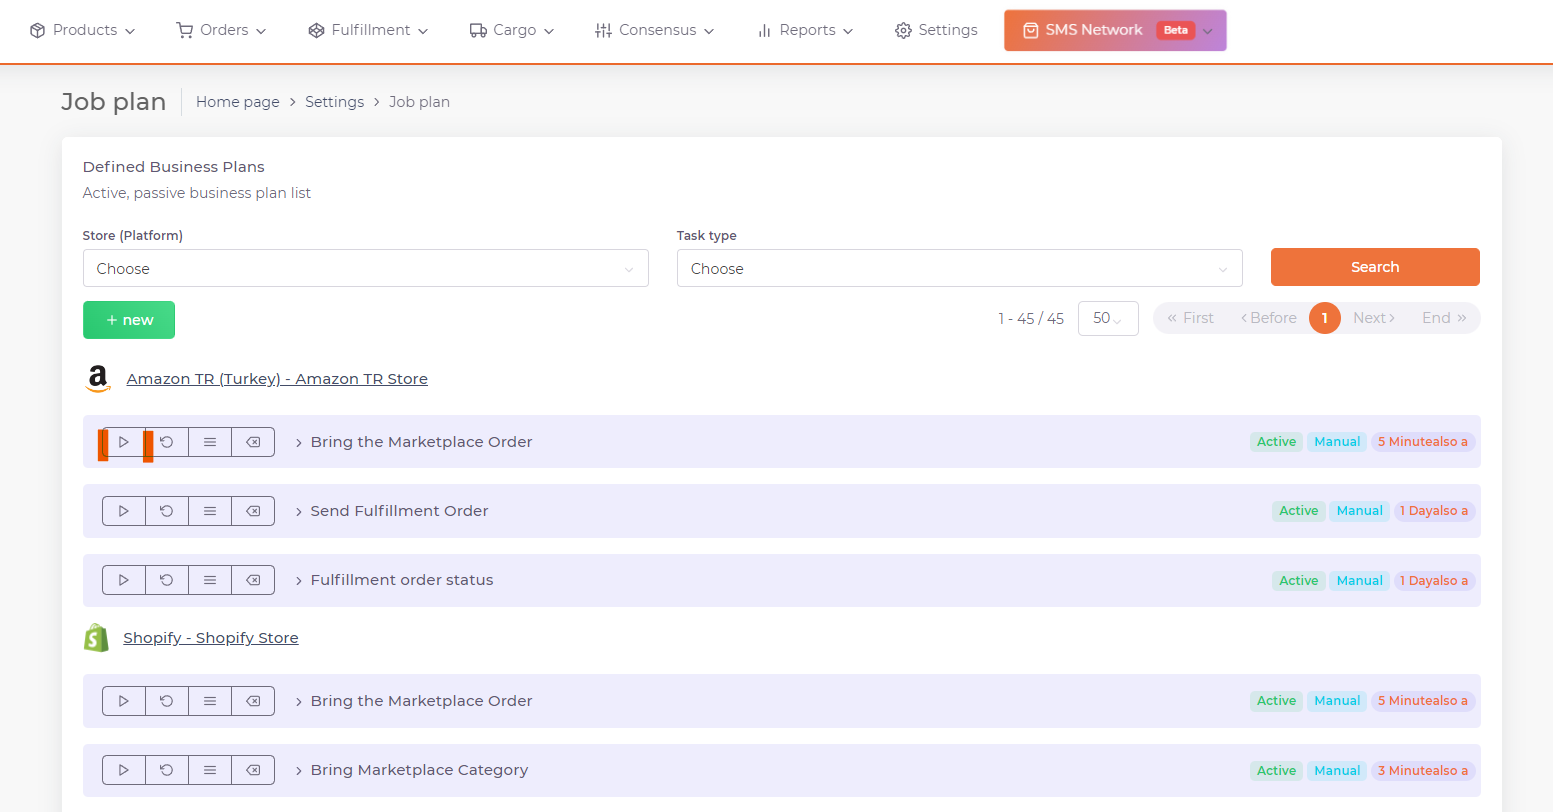 Products Orders Fulfillment Cargo Consensus Reports Settings SMS Network Beta
Job plan Home page > Settings > Job plan
Defined Business Plans
Active, passive business plan list
Store (Platform) Task type
Choose Choose Search
+ new 1 - 45 / 45 50 « First ‹ Before 1 Next › End »
Amazon TR (Turkey) - Amazon TR Store
> Bring the Marketplace Order Active Manual 5 Minutealso a
> Send Fulfillment Order Active Manual 1 Dayalso a
> Fulfillment order status Active Manual 1 Dayalso a
Shopify - Shopify Store
> Bring the Marketplace Order Active Manual 5 Minutealso a
> Bring Marketplace Category Active Manual 3 Minutealso a